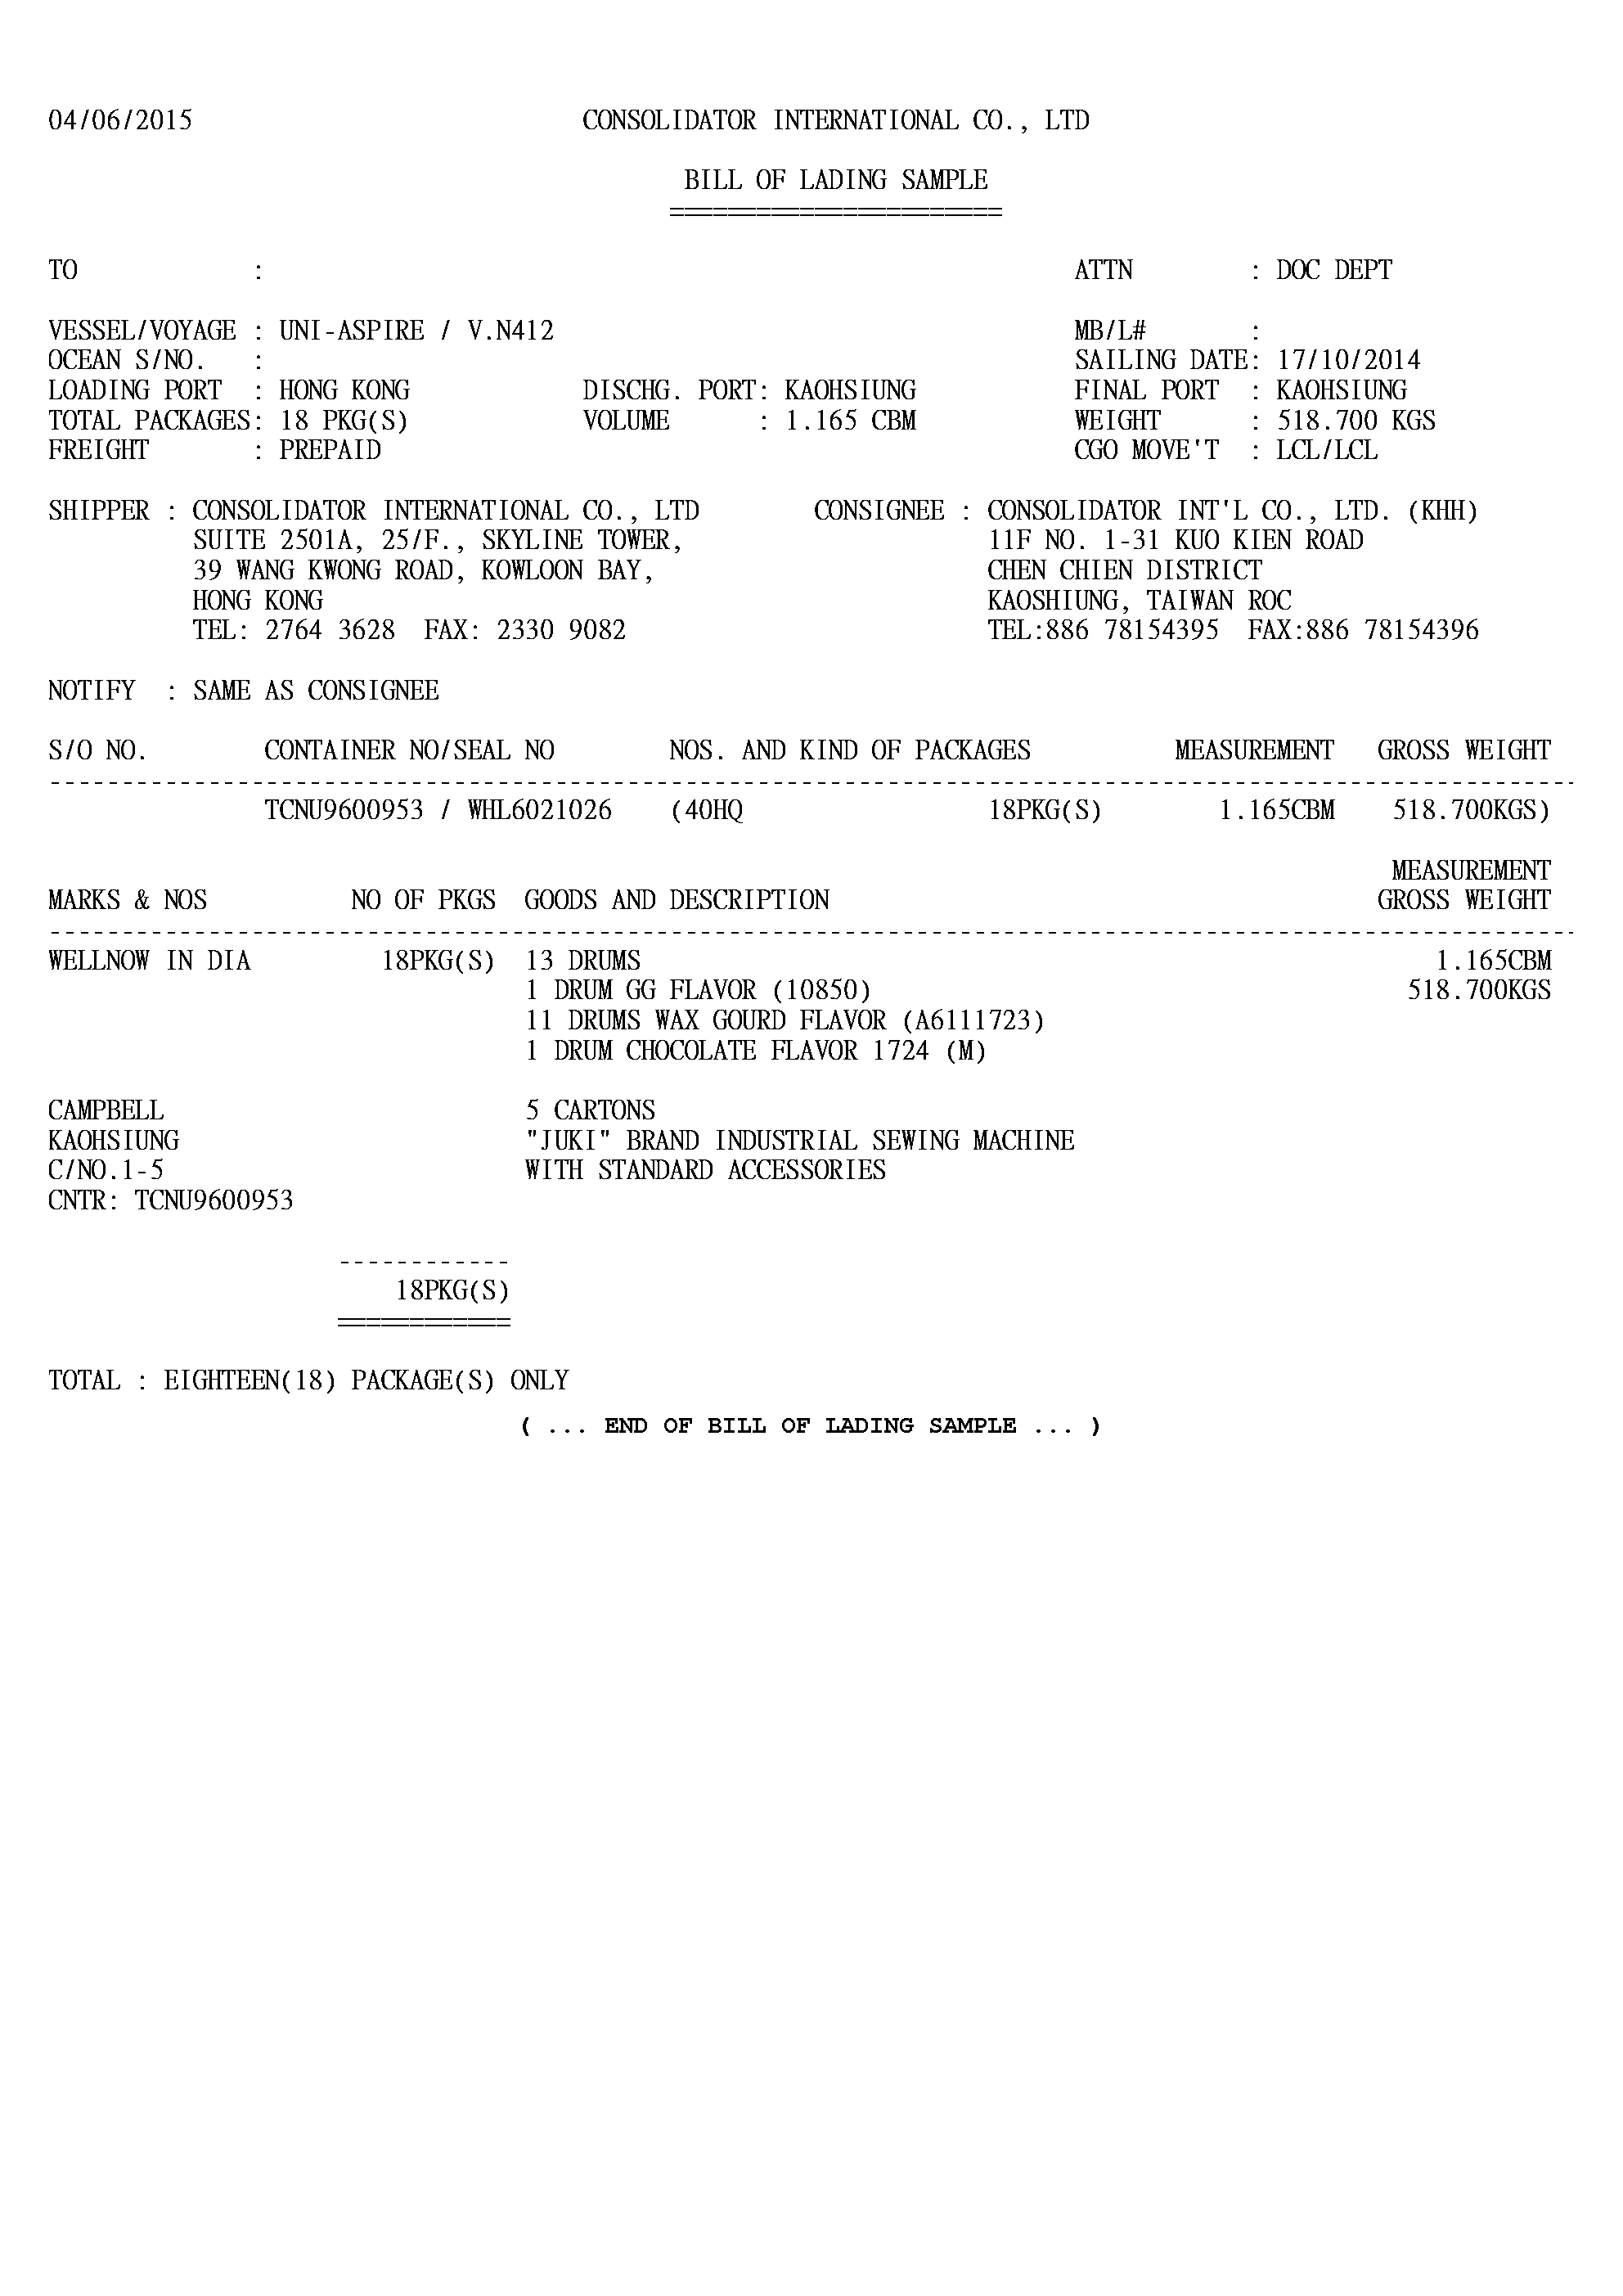 04/06/2015 CONSOLIDATOR INTERNATIONAL CO., LTD
BILL OF LADING SAMPLE
=======================
TO : ATTN : DOC DEPT
VESSEL/VOYAGE : UNI-ASPIRE / V.N412 MB/L# :
OCEAN S/NO. : SAILING DATE: 17/10/2014
LOADING PORT : HONG KONG DISCHG. PORT: KAOHSIUNG FINAL PORT : KAOHSIUNG
TOTAL PACKAGES: 18 PKG(S) VOLUME : 1.165 CBM WEIGHT : 518.700 KGS
FREIGHT : PREPAID CGO MOVE'T : LCL/LCL
SHIPPER : CONSOLIDATOR INTERNATIONAL CO., LTD CONSIGNEE : CONSOLIDATOR INT'L CO., LTD. (KHH)
SUITE 2501A, 25/F., SKYLINE TOWER, 11F NO. 1-31 KUO KIEN ROAD
39 WANG KWONG ROAD, KOWLOON BAY, CHEN CHIEN DISTRICT
HONG KONG KAOSHIUNG, TAIWAN ROC
TEL: 2764 3628 FAX: 2330 9082 TEL:886 78154395 FAX:886 78154396
NOTIFY : SAME AS CONSIGNEE
S/O NO. CONTAINER NO/SEAL NO NOS. AND KIND OF PACKAGES MEASUREMENT GROSS WEIGHT
TCNU9600953 / WHL6021026 (40HQ 18PKG(S) 1.165CBM 518.700KGS)
MEASUREMENT
MARKS & NOS NO OF PKGS GOODS AND DESCRIPTION GROSS WEIGHT
WELLNOW IN DIA 18PKG(S) 13 DRUMS 1.165CBM
1 DRUM GG FLAVOR (10850) 518.700KGS
11 DRUMS WAX GOURD FLAVOR (A6111723)
1 DRUM CHOCOLATE FLAVOR 1724 (M)
CAMPBELL 5 CARTONS
KAOHSIUNG "JUKI" BRAND INDUSTRIAL SEWING MACHINE
C/NO.1-5 WITH STANDARD ACCESSORIES
CNTR: TCNU9600953
------------
18PKG(S)
============
TOTAL : EIGHTEEN(18) PACKAGE(S) ONLY
( ... END OF BILL OF LADING SAMPLE ... )